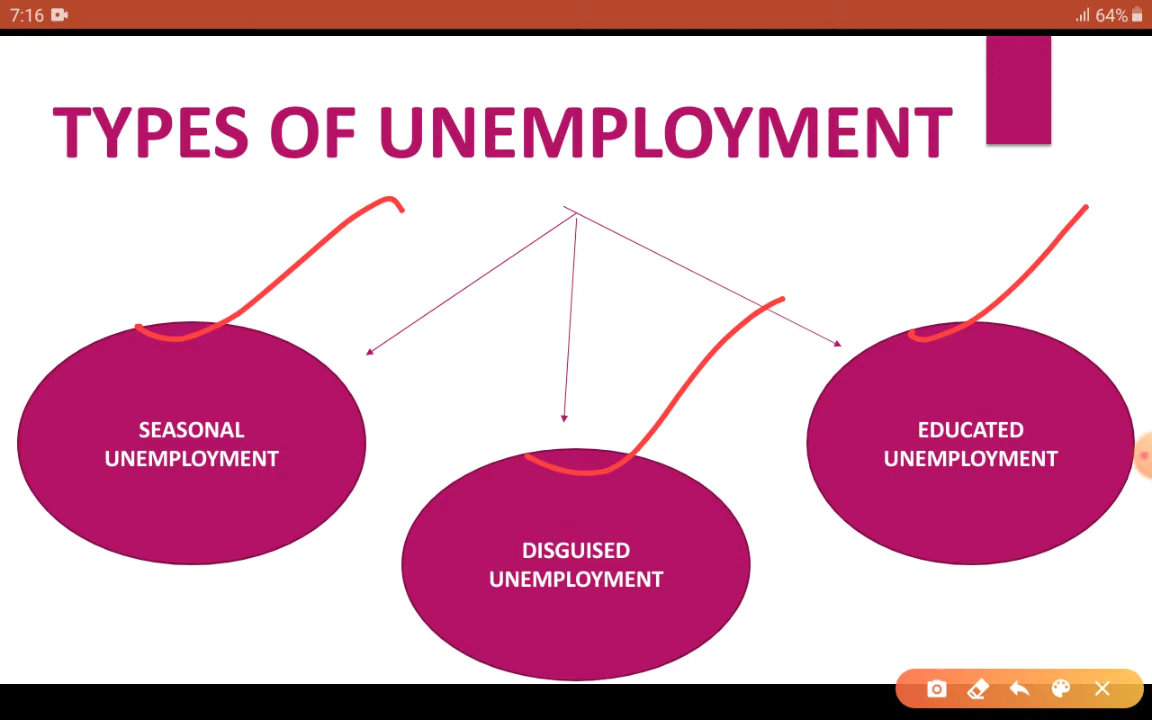 7:16
64%
TYPES OF UNEMPLOYMENT
SEASONAL
UNEMPLOYMENT
DISGUISED
UNEMPLOYMENT
EDUCATED
UNEMPLOYMENT